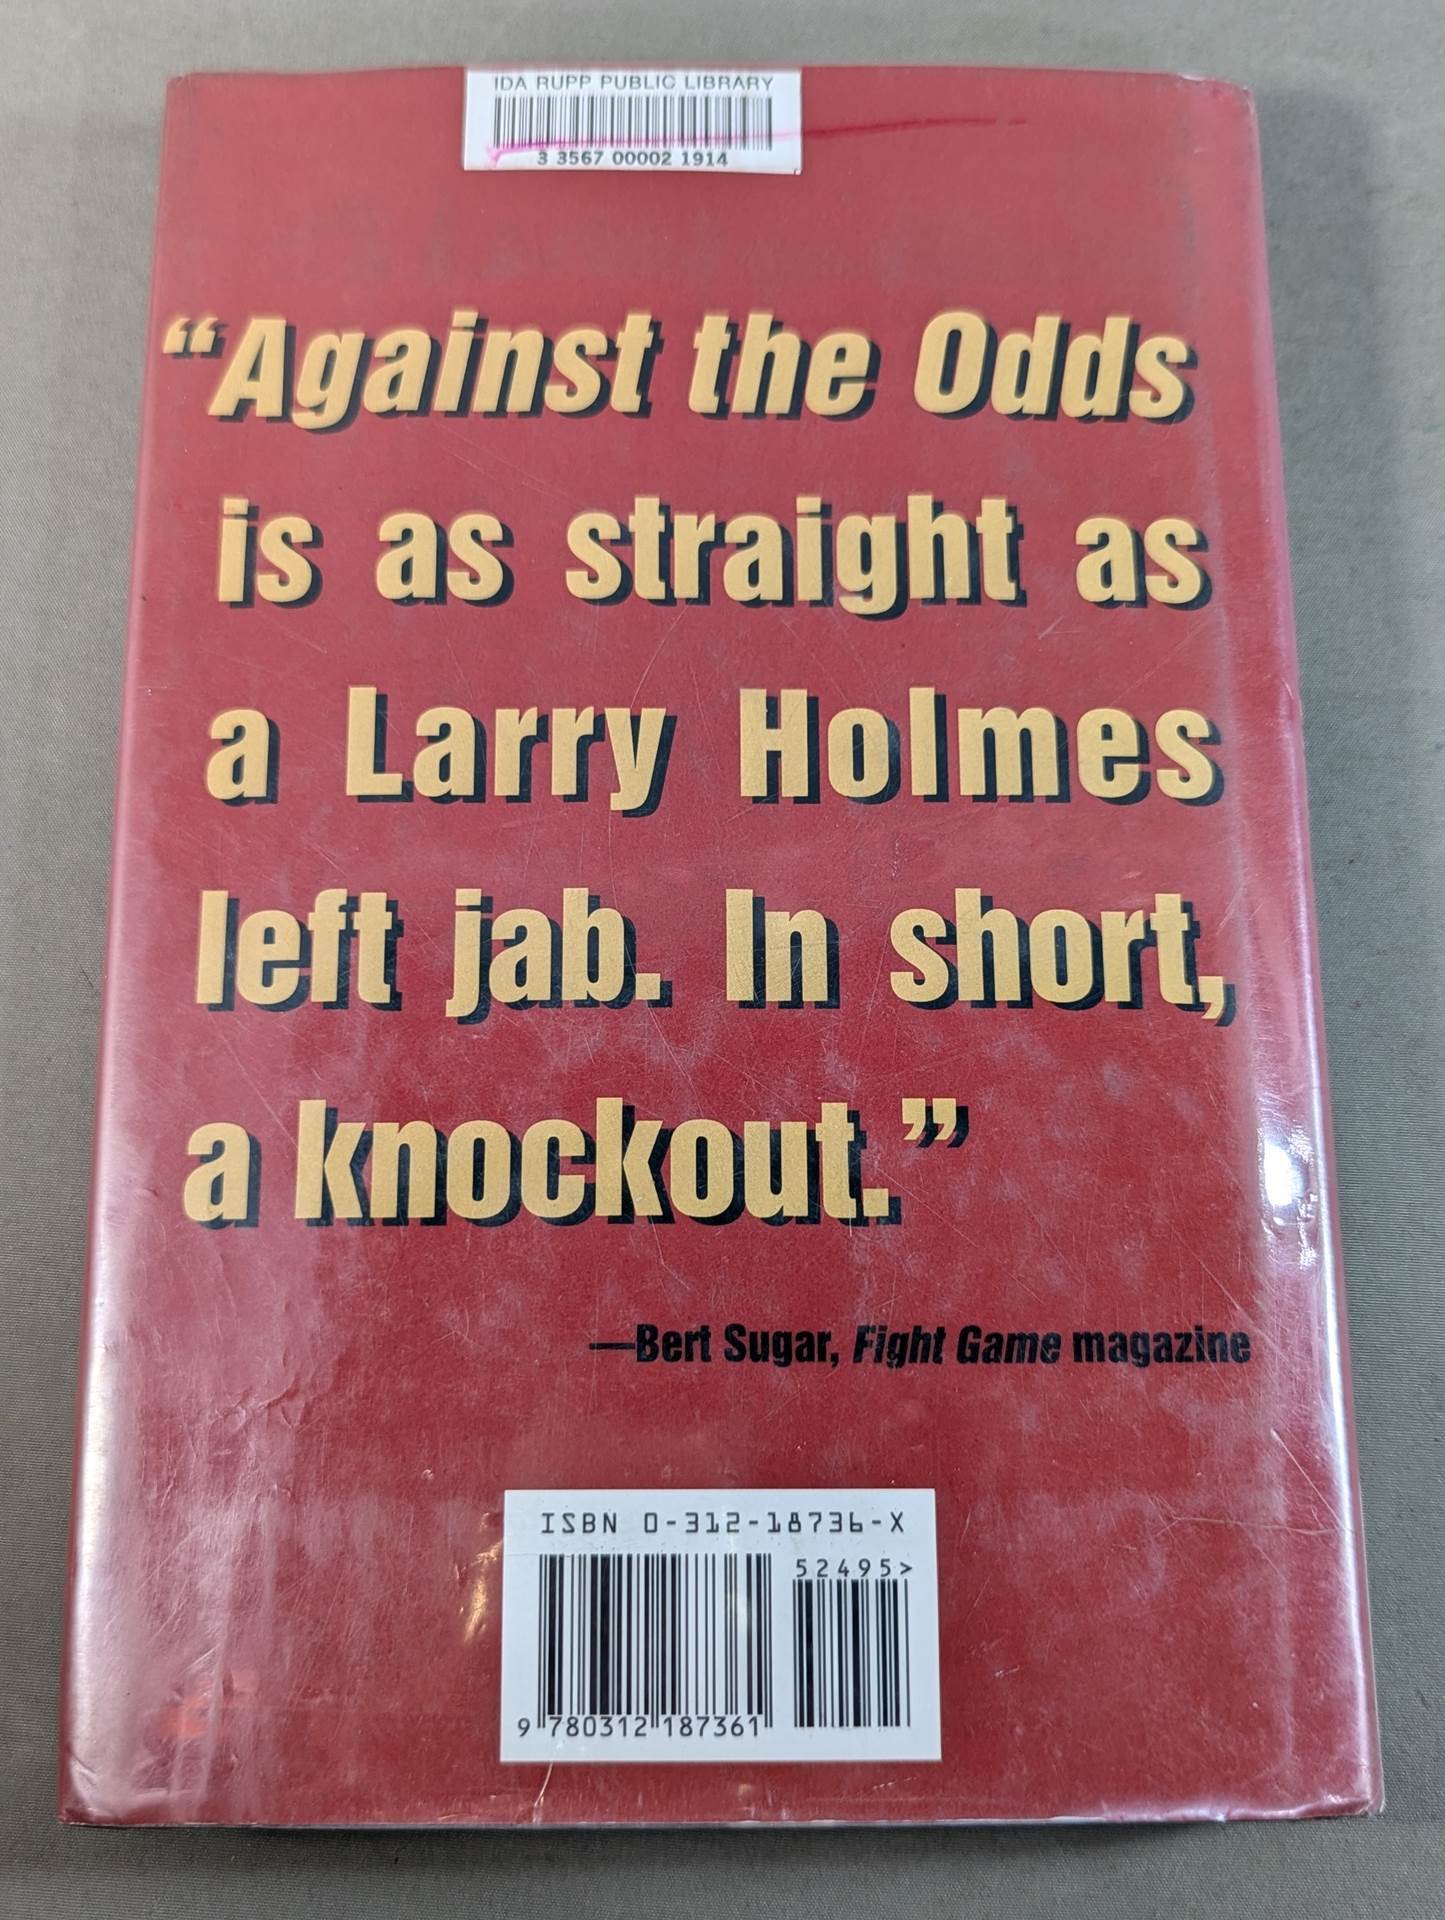 IDA RUPP PUBLIC LIBRARY
3 3567 00002 1914
“Against the Odds
is as straight as
a Larry Holmes
left jab. In short,
a knockout.”
—Bert Sugar, Fight Game magazine
ISBN 0-312-18736-X
52495>
9 780312 187361